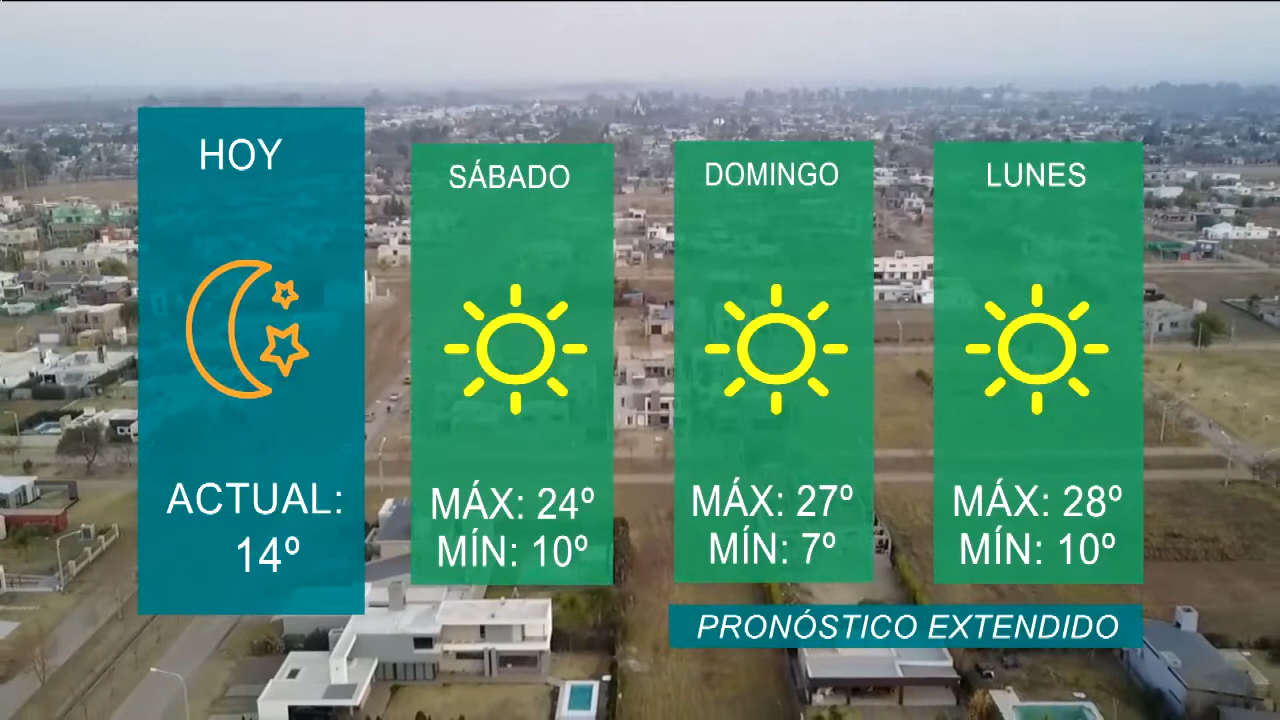 HOY
ACTUAL:
14º
SÁBADO
MÁX: 24º
MÍN: 10º
DOMINGO
MÁX: 27º
MÍN: 7º
LUNES
MÁX: 28º
MÍN: 10º
PRONÓSTICO EXTENDIDO